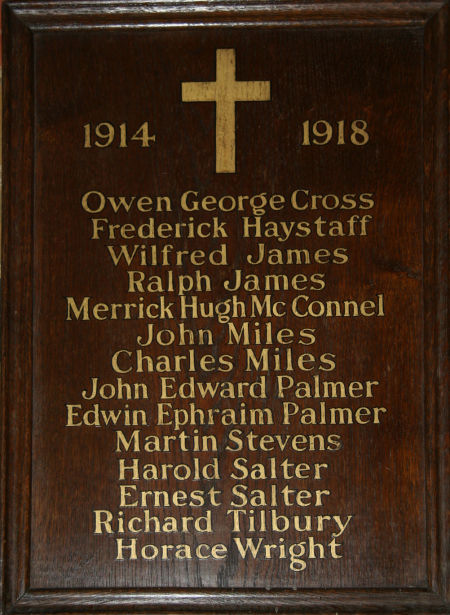 1914 1918
Owen George Cross
Frederick Haystaff
Wilfred James
Ralph James
Merrick Hugh Mc Connel
John Miles
Charles Miles
John Edward Palmer
Edwin Ephraim Palmer
Martin Stevens
Harold Salter
Ernest Salter
Richard Tilbury
Horace Wright